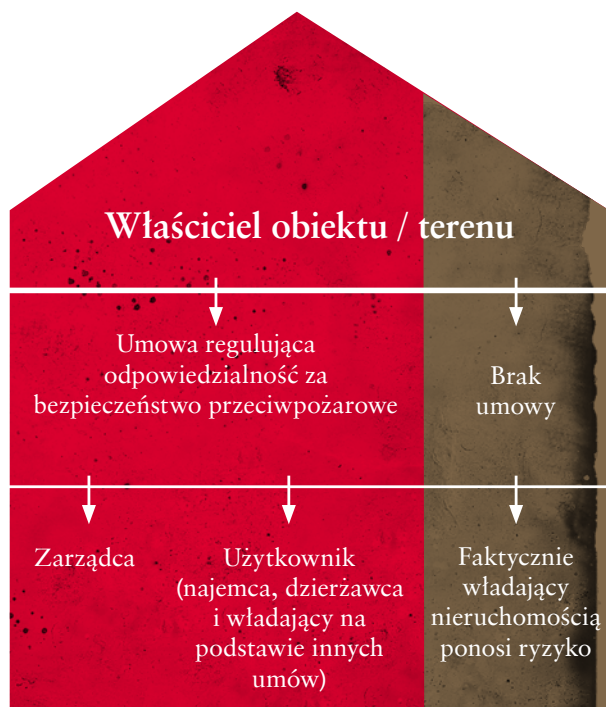 Właściciel obiektu / terenu
Umowa regulująca
odpowiedzialność za
bezpieczeństwo przeciwpożarowe
Brak
umowy
Zarządca
Użytkownik
(najemca, dzierżawca
i władający na
podstawie innych
umów)
Faktycznie
władający
nieruchomością
ponosi ryzyko